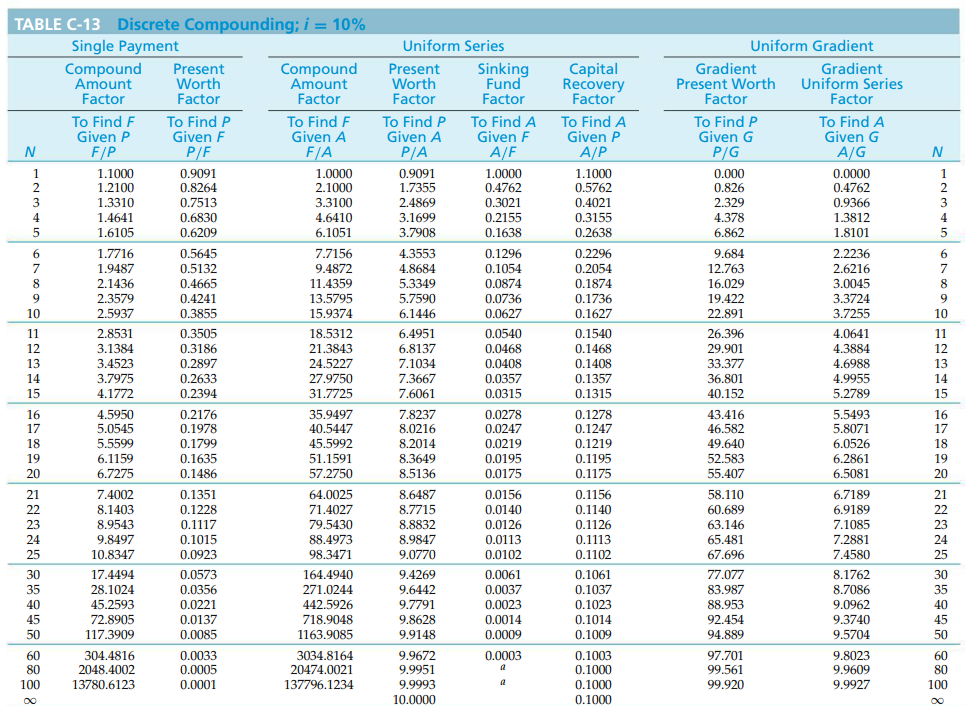 TABLE C-13 Discrete Compounding; i = 10%
Single Payment Uniform Series Uniform Gradient
Compound Present Compound Present Sinking Capital Gradient Gradient
Amount Worth Amount Worth Fund Recovery Present Worth Uniform Series
Factor Factor Factor Factor Factor Factor Factor Factor
To Find F To Find P To Find F To Find P To Find A To Find A To Find P To Find A
Given P Given F Given A Given A Given F Given P Given G Given G
N F/P P/F F/A P/A A/F A/P P/G A/G N
1 1.1000 0.9091 1.0000 0.9091 1.0000 1.1000 0.000 0.0000 1
2 1.2100 0.8264 2.1000 1.7355 0.4762 0.5762 0.826 0.4762 2
3 1.3310 0.7513 3.3100 2.4869 0.3021 0.4021 2.329 0.9366 3
4 1.4641 0.6830 4.6410 3.1699 0.2155 0.3155 4.378 1.3812 4
5 1.6105 0.6209 6.1051 3.7908 0.1638 0.2638 6.862 1.8101 5
6 1.7716 0.5645 7.7156 4.3553 0.1296 0.2296 9.684 2.2236 6
7 1.9487 0.5132 9.4872 4.8684 0.1054 0.2054 12.763 2.6216 7
8 2.1436 0.4665 11.4359 5.3349 0.0874 0.1874 16.029 3.0045 8
9 2.3579 0.4241 13.5795 5.7590 0.0736 0.1736 19.422 3.3724 9
10 2.5937 0.3855 15.9374 6.1446 0.0627 0.1627 22.891 3.7255 10
11 2.8531 0.3505 18.5312 6.4951 0.0540 0.1540 26.396 4.0641 11
12 3.1384 0.3186 21.3843 6.8137 0.0468 0.1468 29.901 4.3884 12
13 3.4523 0.2897 24.5227 7.1034 0.0408 0.1408 33.377 4.6988 13
14 3.7975 0.2633 27.9750 7.3667 0.0357 0.1357 36.801 4.9955 14
15 4.1772 0.2394 31.7725 7.6061 0.0315 0.1315 40.152 5.2789 15
16 4.5950 0.2176 35.9497 7.8237 0.0278 0.1278 43.416 5.5493 16
17 5.0545 0.1978 40.5447 8.0216 0.0247 0.1247 46.582 5.8071 17
18 5.5599 0.1799 45.5992 8.2014 0.0219 0.1219 49.640 6.0526 18
19 6.1159 0.1635 51.1591 8.3649 0.0195 0.1195 52.583 6.2861 19
20 6.7275 0.1486 57.2750 8.5136 0.0175 0.1175 55.407 6.5081 20
21 7.4002 0.1351 64.0025 8.6487 0.0156 0.1156 58.110 6.7189 21
22 8.1403 0.1228 71.4027 8.7715 0.0140 0.1140 60.689 6.9189 22
23 8.9543 0.1117 79.5430 8.8832 0.0126 0.1126 63.146 7.1085 23
24 9.8497 0.1015 88.4973 8.9847 0.0113 0.1113 65.481 7.2881 24
25 10.8347 0.0923 98.3471 9.0770 0.0102 0.1102 67.696 7.4580 25
30 17.4494 0.0573 164.4940 9.4269 0.0061 0.1061 77.077 8.1762 30
35 28.1024 0.0356 271.0244 9.6442 0.0037 0.1037 83.987 8.7086 35
40 45.2593 0.0221 442.5926 9.7791 0.0023 0.1023 88.953 9.0962 40
45 72.8905 0.0137 718.9048 9.8628 0.0014 0.1014 92.454 9.3740 45
50 117.3909 0.0085 1163.9085 9.9148 0.0009 0.1009 94.889 9.5704 50
60 304.4816 0.0033 3034.8164 9.9672 0.0003 0.1003 97.701 9.8023 60
80 2048.4002 0.0005 20474.0021 9.9951 a 0.1000 99.561 9.9609 80
100 13780.6123 0.0001 137796.1234 9.9993 a 0.1000 99.920 9.9927 100
∞ 10.0000 0.1000 ∞